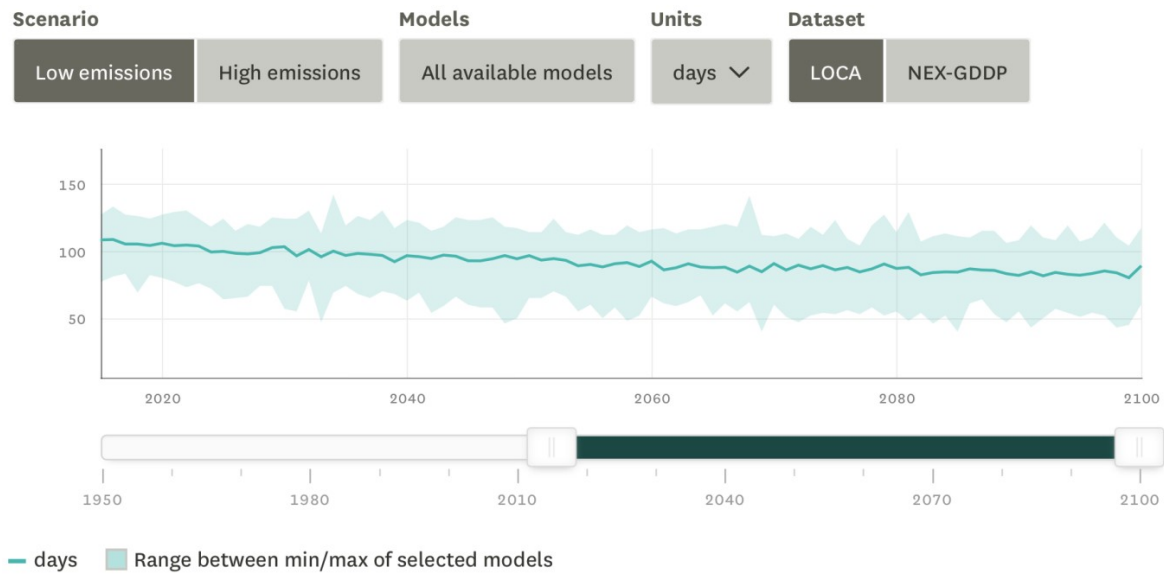 Scenario Models Units Dataset
Low emissions High emissions All available models days LOCA NEX-GDDP
150
100
50
2020 2040 2060 2080 2100
1950 1980 2010 2040 2070 2100
days Range between min/max of selected models